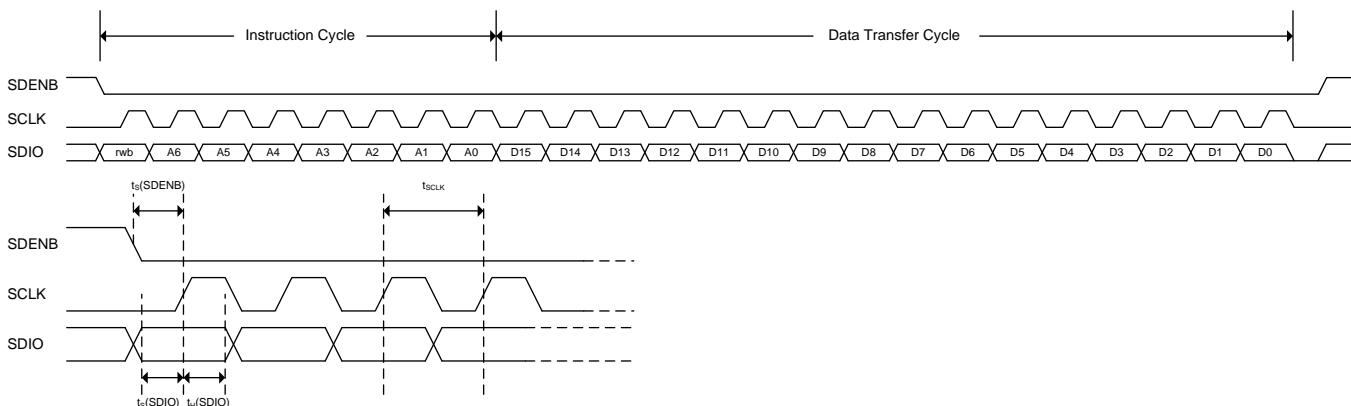 Instruction Cycle Data Transfer Cycle
SDENB
SCLK
SDIO rwb A6 A5 A4 A3 A2 A1 A0 D15 D14 D13 D12 D11 D10 D9 D8 D7 D6 D5 D4 D3 D2 D1 D0
tS(SDENB) tSCLK
SDENB
SCLK
SDIO
tS(SDIO) tH(SDIO)